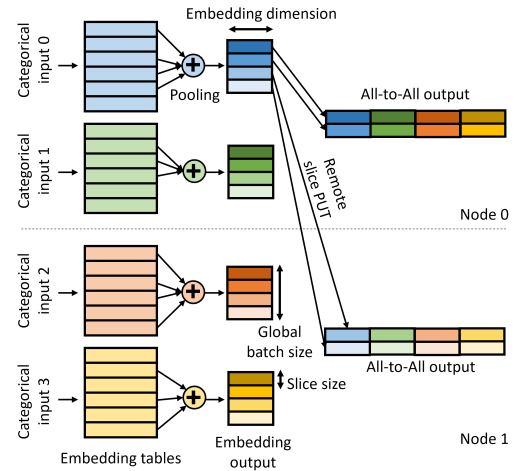 Embedding dimension
Categorical
input 0
Pooling
All-to-All output
Categorical
input 1
Remote
slice PUT
Node 0
Categorical
input 2
Global
batch size
All-to-All output
Categorical
input 3
Slice size
Embedding tables
Embedding
output
Node 1